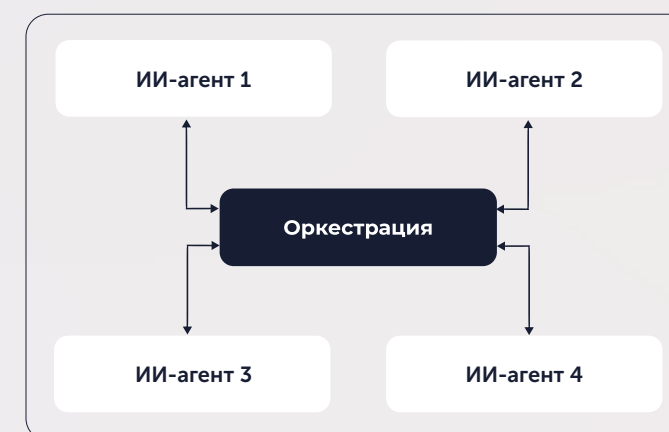 ИИ-агент 1
ИИ-агент 2
Оркестрация
ИИ-агент 3
ИИ-агент 4